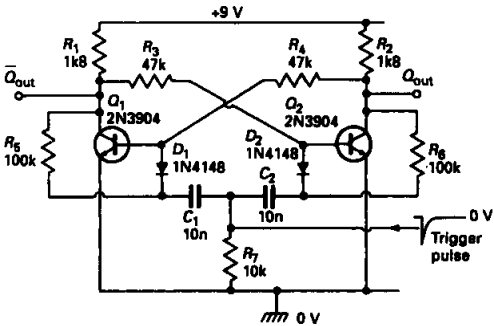 +9 V
R1
1k8
R3
47k
R4
47k
R2
1k8
Q̅out
Qout
Q1
2N3904
Q2
2N3904
R5
100k
D1
1N4148
D2
1N4148
R6
100k
C1
10n
C2
10n
0 V
Trigger
pulse
R7
10k
0 V